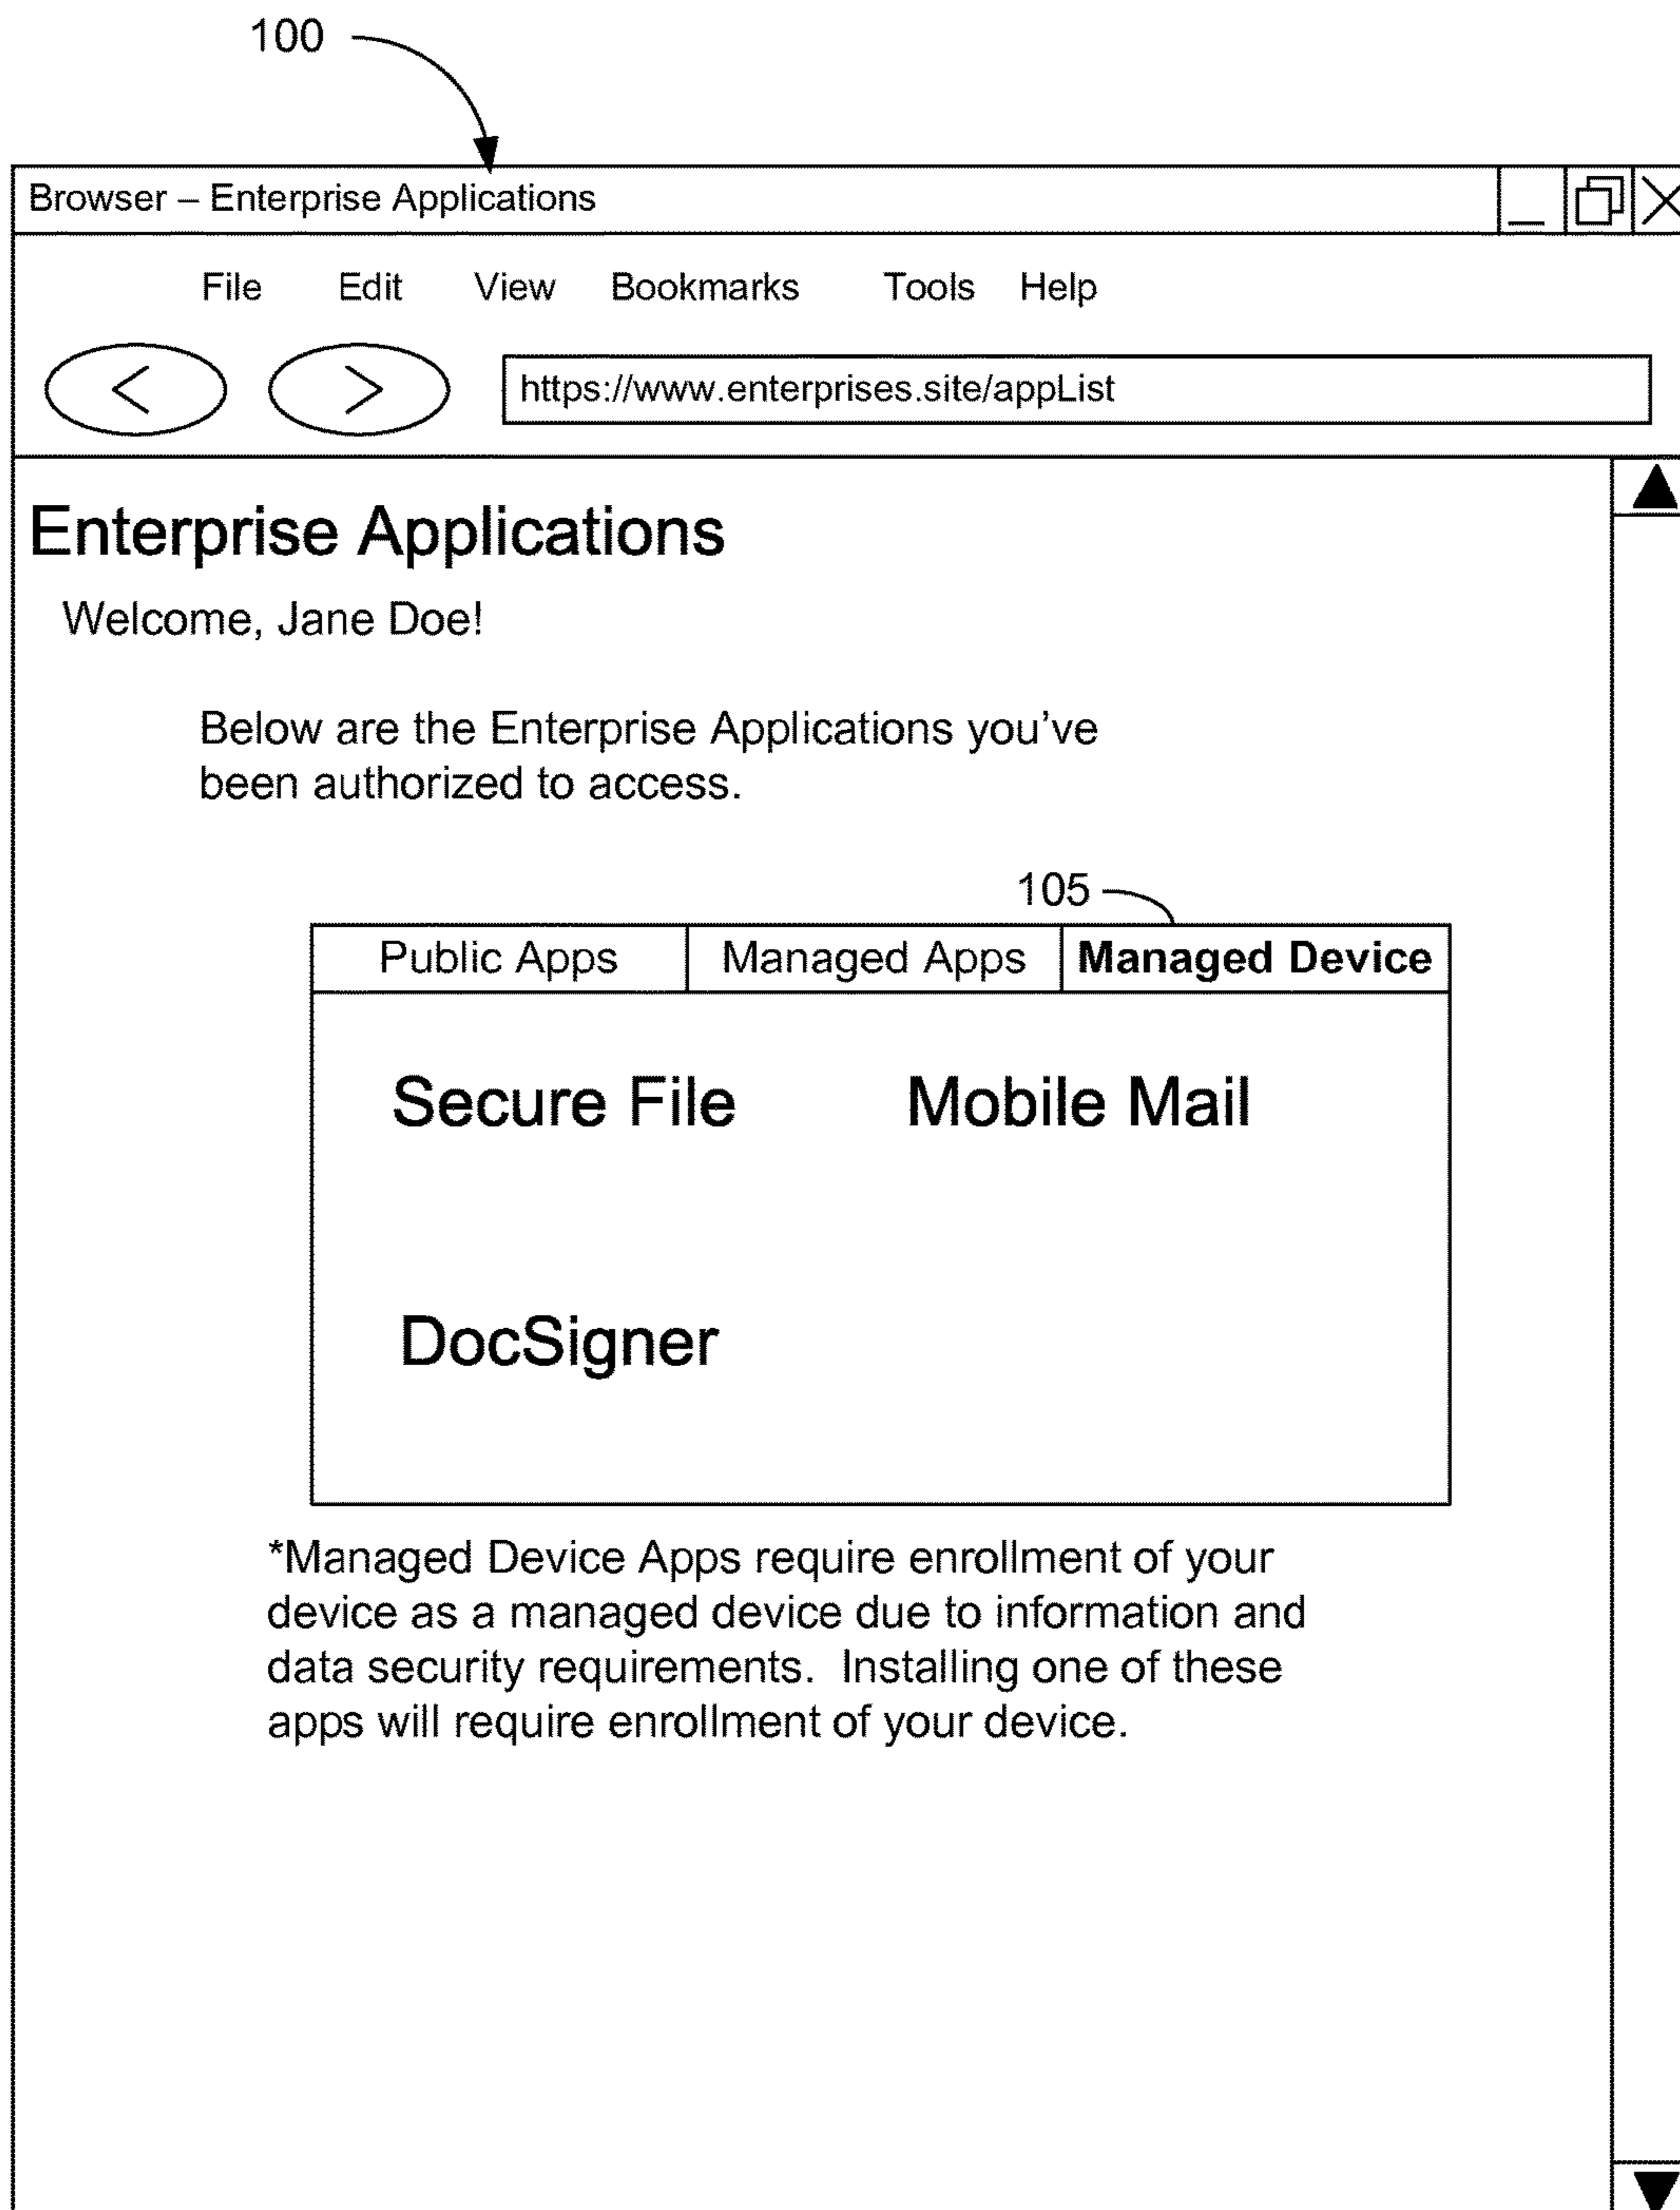 100
Browser – Enterprise Applications
File Edit View Bookmarks Tools Help
< >
https://www.enterprises.site/appList
Enterprise Applications
Welcome, Jane Doe!
Below are the Enterprise Applications you’ve
been authorized to access.
105
Public Apps Managed Apps Managed Device
Secure File Mobile Mail
DocSigner
*Managed Device Apps require enrollment of your
device as a managed device due to information and
data security requirements. Installing one of these
apps will require enrollment of your device.